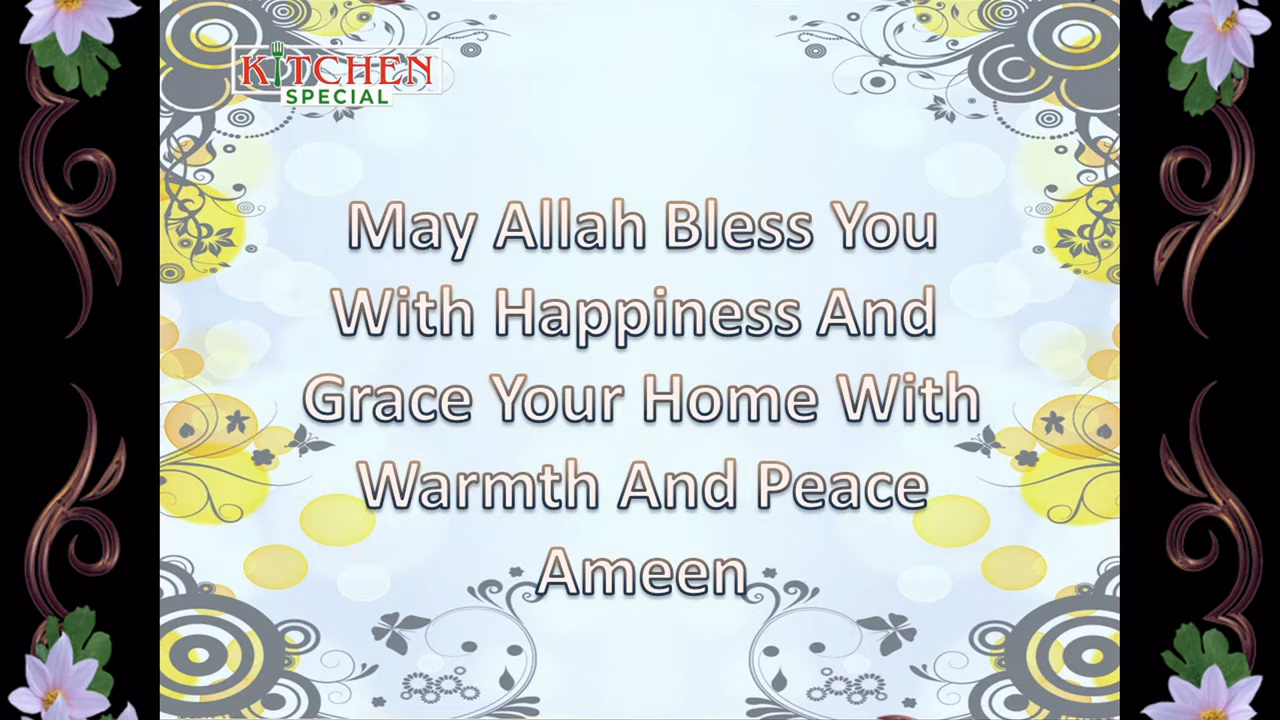 KITCHEN
SPECIAL
May Allah Bless You
With Happiness And
Grace Your Home With
Warmth And Peace
Ameen